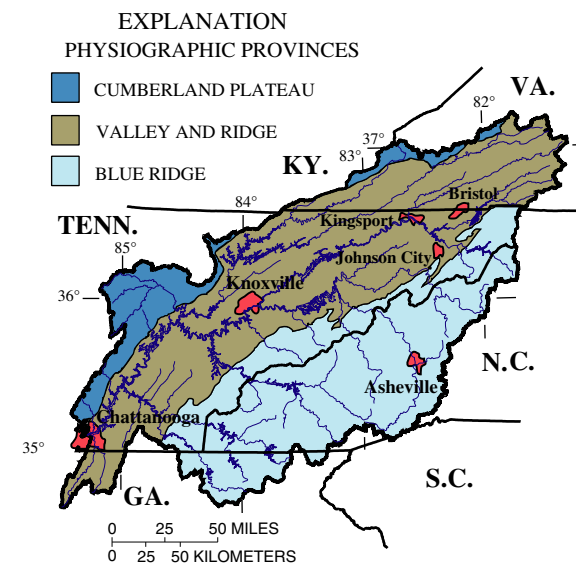 EXPLANATION
PHYSIOGRAPHIC PROVINCES
CUMBERLAND PLATEAU
VALLEY AND RIDGE
BLUE RIDGE
VA.
82°
37°
83°
KY.
Bristol
84°
Kingsport
TENN.
85°
Johnson City
Knoxville
36°
N.C.
Asheville
Chattanooga
35°
S.C.
GA.
0 25 50 MILES
0 25 50 KILOMETERS